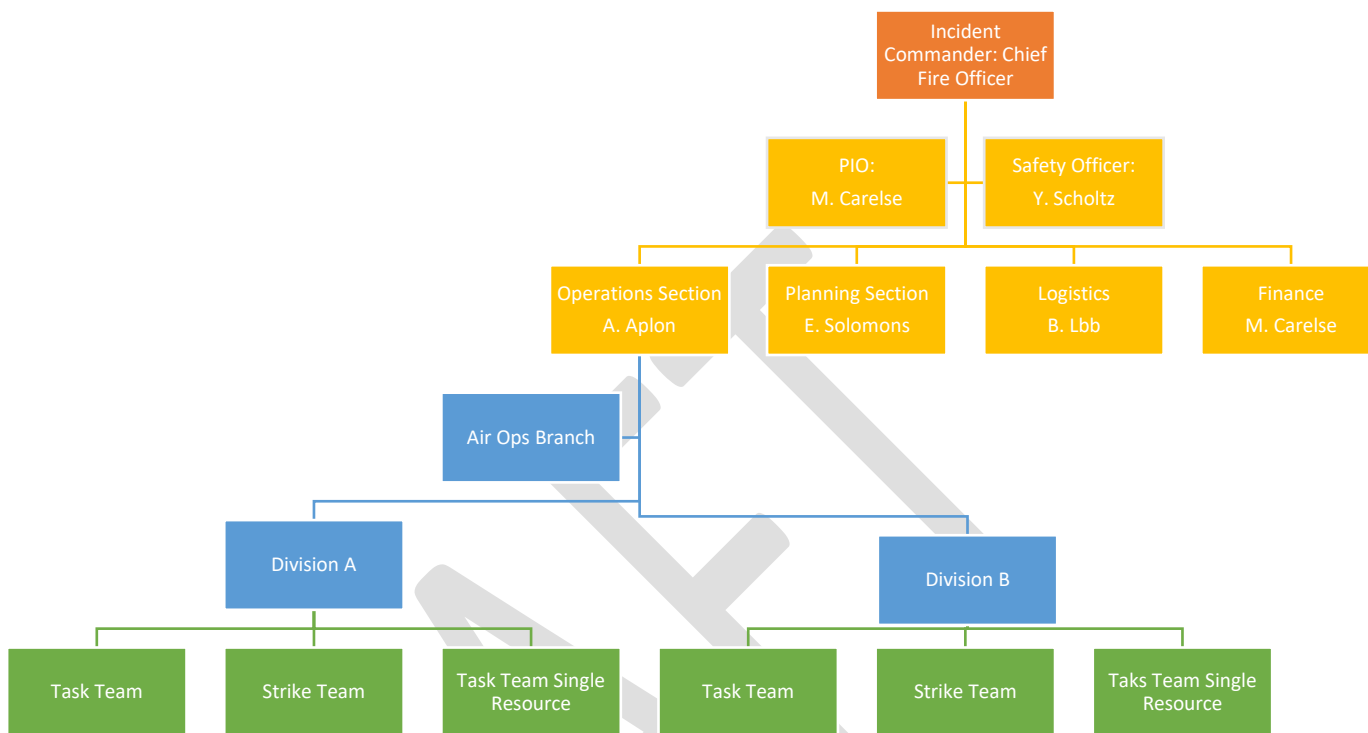 Incident
Commander: Chief
Fire Officer
PIO:
M. Carelse
Safety Officer:
Y. Scholtz
Operations Section
A. Aplon
Planning Section
E. Solomons
Logistics
B. Lbb
Finance
M. Carelse
Air Ops Branch
Division A
Division B
Task Team
Strike Team
Task Team Single
Resource
Task Team
Strike Team
Taks Team Single
Resource